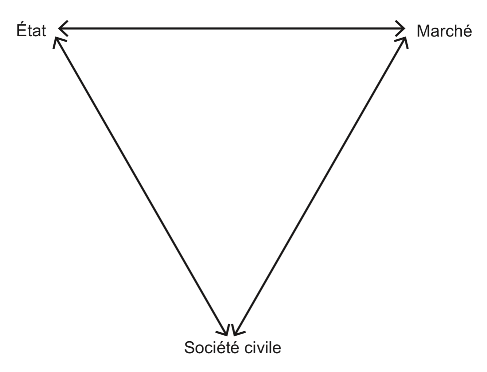 État
Marché
Société civile